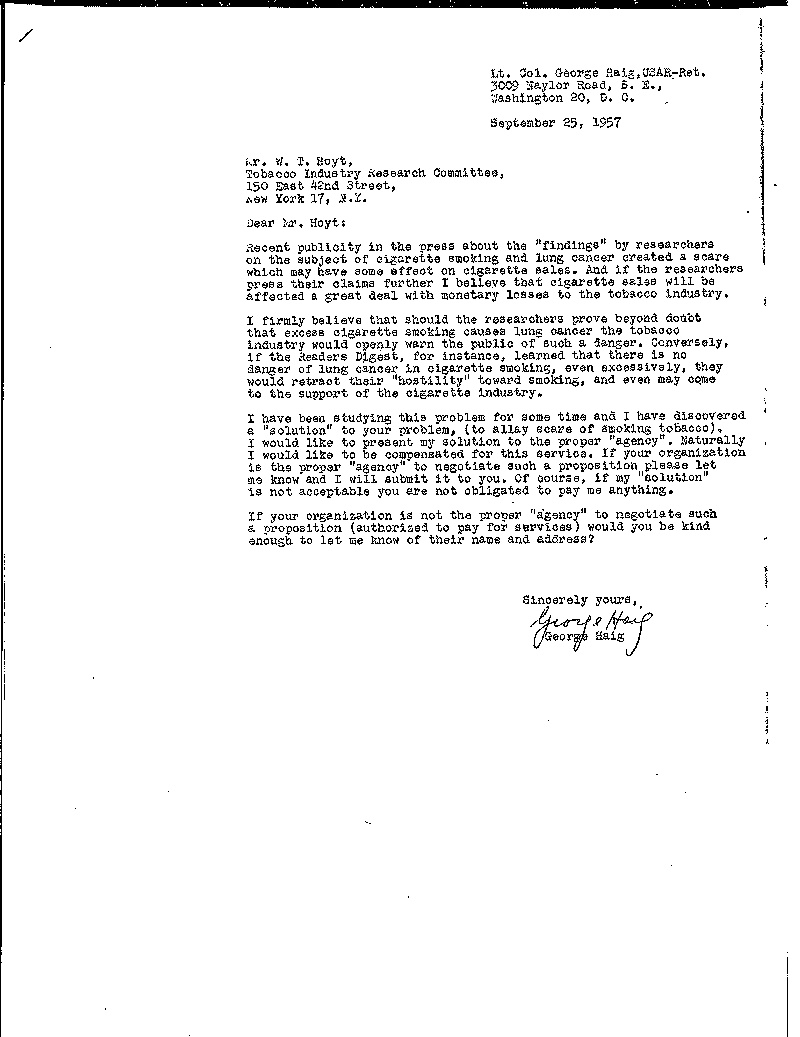 Lt. Col. George Haig,USAR-Ret.
3009 Naylor Road, S. E.,
Washington 20, D. C.
September 25, 1957
Mr. W. T. Hoyt,
Tobacco Industry Research Committee,
150 East 42nd Street,
New York 17, N.Y.
Dear Mr. Hoyt:
Recent publicity in the press about the "findings" by researchers
on the subject of cigarette smoking and lung cancer created a scare
which may have some effect on cigarette sales. And if the researchers
press their claims further I believe that cigarette sales will be
affected a great deal with monetary losses to the tobacco industry.
I firmly believe that should the researchers prove beyond doubt
that excess cigarette smoking causes lung cancer the tobacco
industry would openly warn the public of such a danger. Conversely,
if the Readers Digest, for instance, learned that there is no
danger of lung cancer in cigarette smoking, even excessively, they
would retract their "hostility" toward smoking, and even may come
to the support of the cigarette industry.
I have been studying this problem for some time and I have discovered
a "solution" to your problem, (to allay scare of smoking tobacco).
I would like to present my solution to the proper "agency". Naturally
I would like to be compensated for this service. If your organization
is the proper "agency" to negotiate such a proposition please let
me know and I will submit it to you. Of course, if my "solution"
is not acceptable you are not obligated to pay me anything.
If your organization is not the proper "agency" to negotiate such
a proposition (authorized to pay for services) would you be kind
enough to let me know of their name and address?
Sincerely yours,
George Haig
George Haig